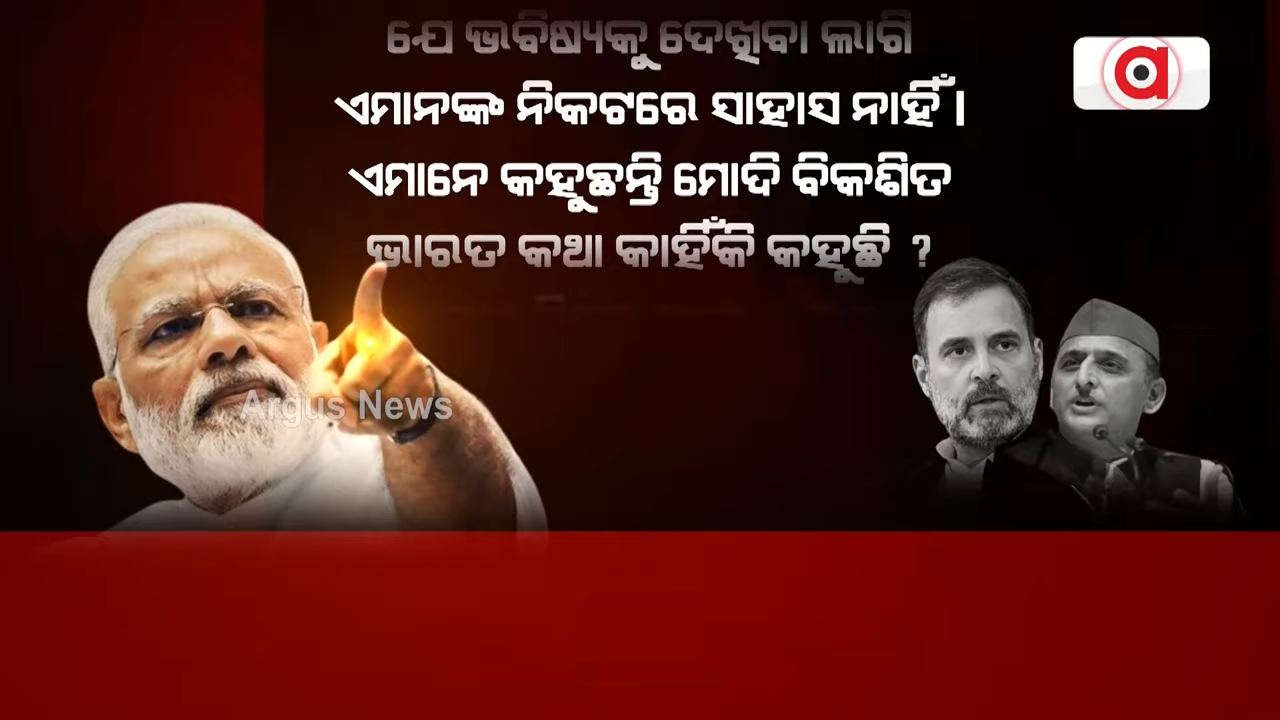 ଯେ ଭବିଷ୍ୟକୁ ଦେଖିବା ଲାଗି
ଏମାନଙ୍କ ନିକଟରେ ସାହାସ ନାହିଁ ।
ଏମାନେ କହୁଛନ୍ତି ମୋଦି ବିକଶିତ
ଭାରତ କଥା କାହିଁକି କହୁଛି ?
Argus News